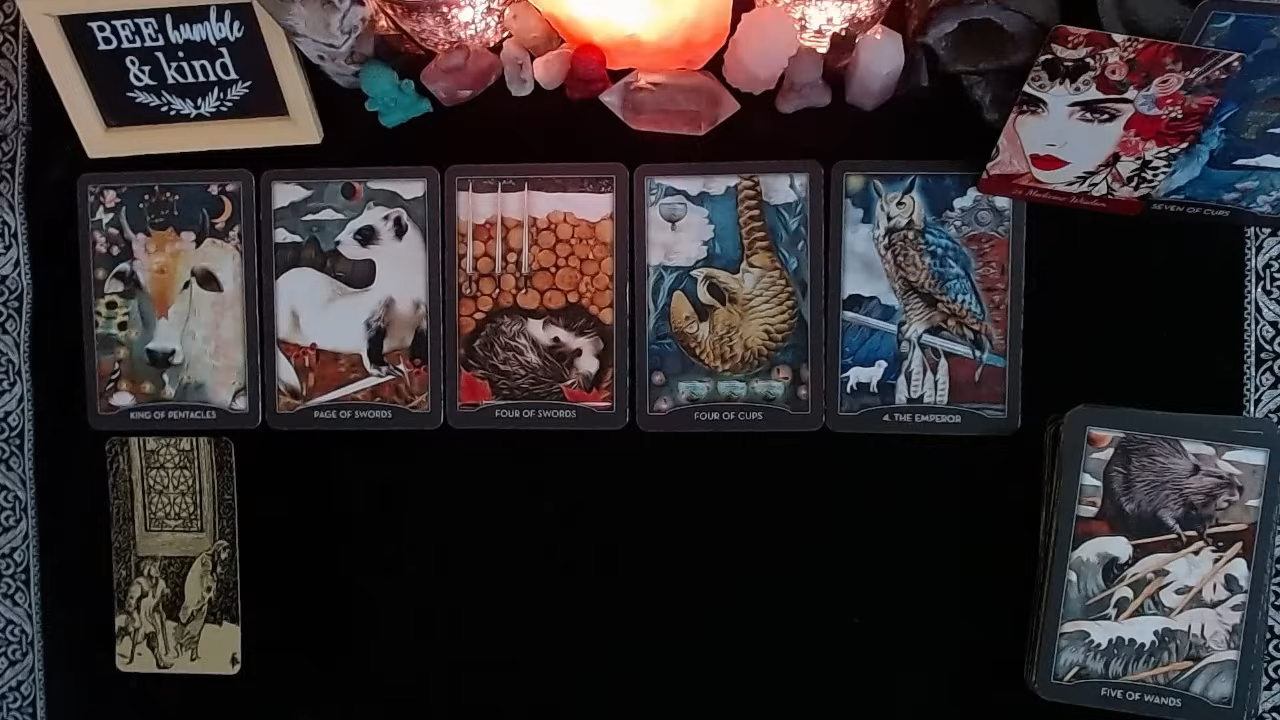 BEE humble
& kind
SEVEN OF CUPS
KING OF PENTACLES
PAGE OF SWORDS
FOUR OF SWORDS
FOUR OF CUPS
4. THE EMPEROR
FIVE OF WANDS